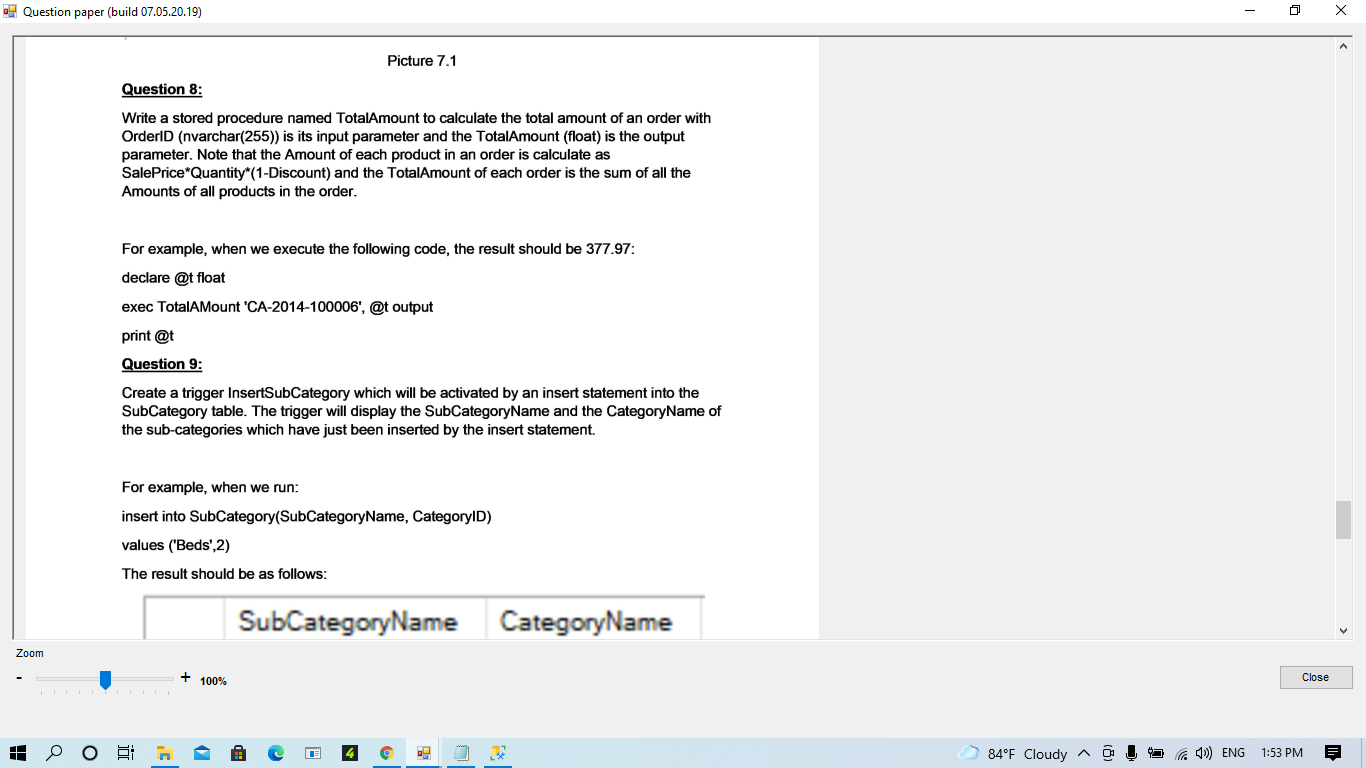 Question paper (build 07.05.20.19)
Picture 7.1
Question 8:
Write a stored procedure named TotalAmount to calculate the total amount of an order with
OrderID (nvarchar(255)) is its input parameter and the TotalAmount (float) is the output
parameter. Note that the Amount of each product in an order is calculate as
SalePrice*Quantity*(1-Discount) and the TotalAmount of each order is the sum of all the
Amounts of all products in the order.
For example, when we execute the following code, the result should be 377.97:
declare @t float
exec TotalAMount 'CA-2014-100006', @t output
print @t
Question 9:
Create a trigger InsertSubCategory which will be activated by an insert statement into the
SubCategory table. The trigger will display the SubCategoryName and the CategoryName of
the sub-categories which have just been inserted by the insert statement.
For example, when we run:
insert into SubCategory(SubCategoryName, CategoryID)
values ('Beds',2)
The result should be as follows:
SubCategoryName CategoryName
Zoom
- + 100%
Close
4
84°F Cloudy ENG 1:53 PM